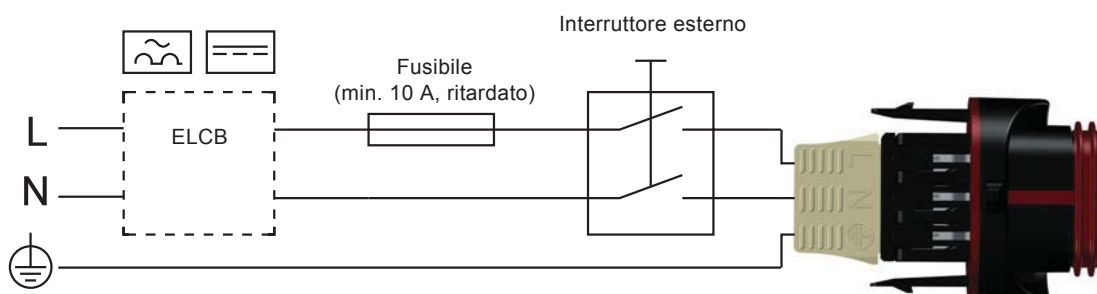 Interruttore esterno
Fusibile
(min. 10 A, ritardato)
L
ELCB
N
L
N